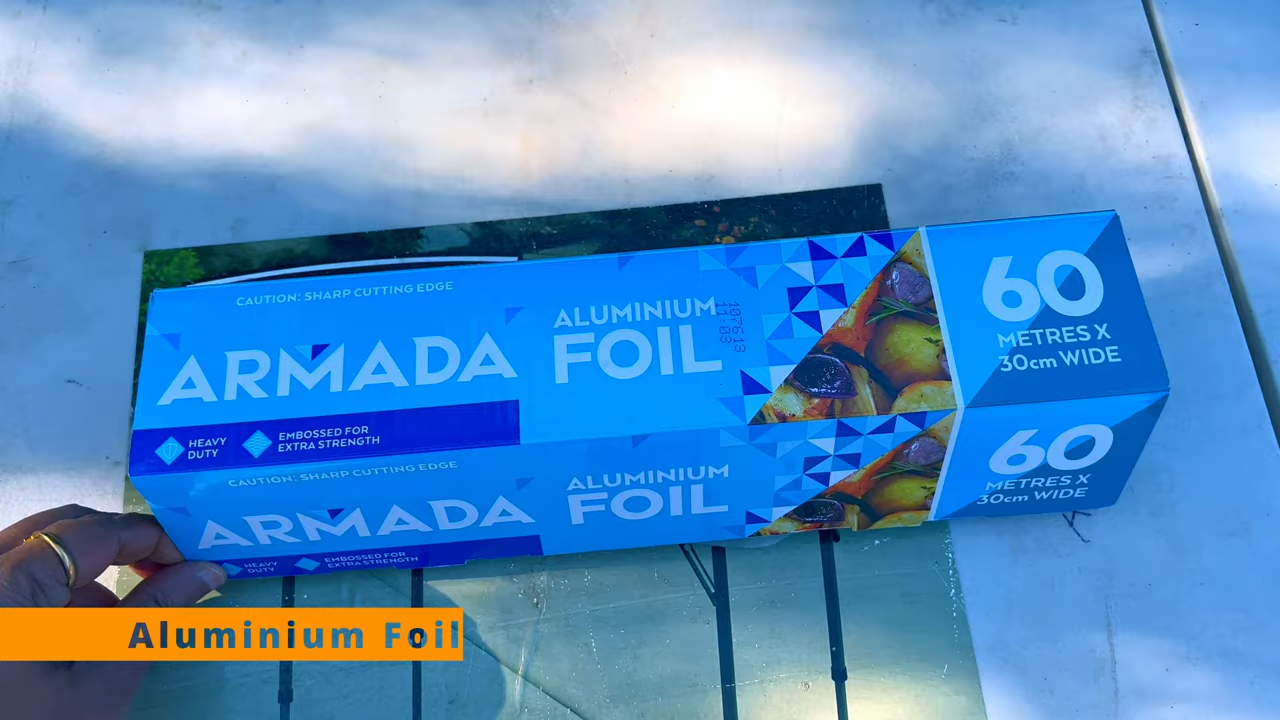 CAUTION: SHARP CUTTING EDGE
ARMADA
ALUMINIUM
FOIL
107513
11:03
HEAVY
DUTY
EMBOSSED FOR
EXTRA STRENGTH
60
METRES X
30cm WIDE
CAUTION: SHARP CUTTING EDGE
ARMADA
ALUMINIUM
FOIL
HEAVY
DUTY
EMBOSSED FOR
EXTRA STRENGTH
60
METRES X
30cm WIDE
Aluminium Foil